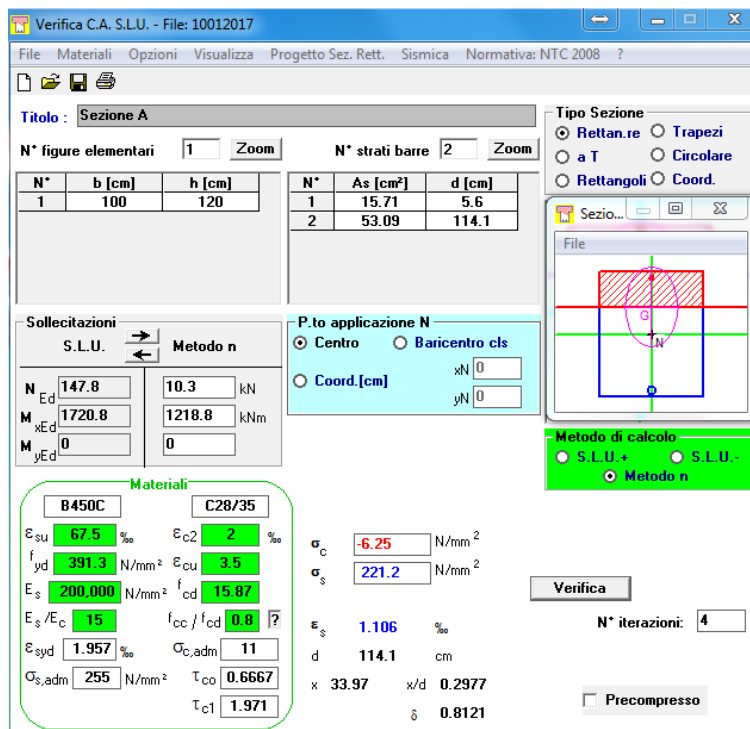 Verifica C.A. S.L.U. - File: 10012017
File Materiali Opzioni Visualizza Progetto Sez. Rett. Sismica Normativa: NTC 2008 ?
Titolo : Sezione A
N° figure elementari 1 Zoom
N° strati barre 2 Zoom
N° b [cm] h [cm]
1 100 120
N° As [cm²] d [cm]
1 15.71 5.6
2 53.09 114.1
Tipo Sezione
Rettan.re Trapezi
a T Circolare
Rettangoli Coord.
Sezio...
File
G
N
Sollecitazioni
S.L.U. Metodo n
N Ed 147.8 10.3 kN
M xEd 1720.8 1218.8 kNm
M yEd 0 0
P.to applicazione N
Centro Baricentro cls
Coord.[cm] xN 0
yN 0
Metodo di calcolo
S.L.U.+ S.L.U.-
Metodo n
Materiali
B450C C28/35
εsu 67.5 ‰ εc2 2 ‰
fyd 391.3 N/mm² εcu 3.5
Es 200,000 N/mm² fcd 15.87
Es/Ec 15 fcc / fcd 0.8 ?
εsyd 1.957 ‰ σc,adm 11
σs,adm 255 N/mm² τco 0.6667
τc1 1.971
σc -6.25 N/mm²
σs 221.2 N/mm²
εs 1.106 ‰
d 114.1 cm
x 33.97 x/d 0.2977
δ 0.8121
Verifica
N° iterazioni: 4
Precompresso